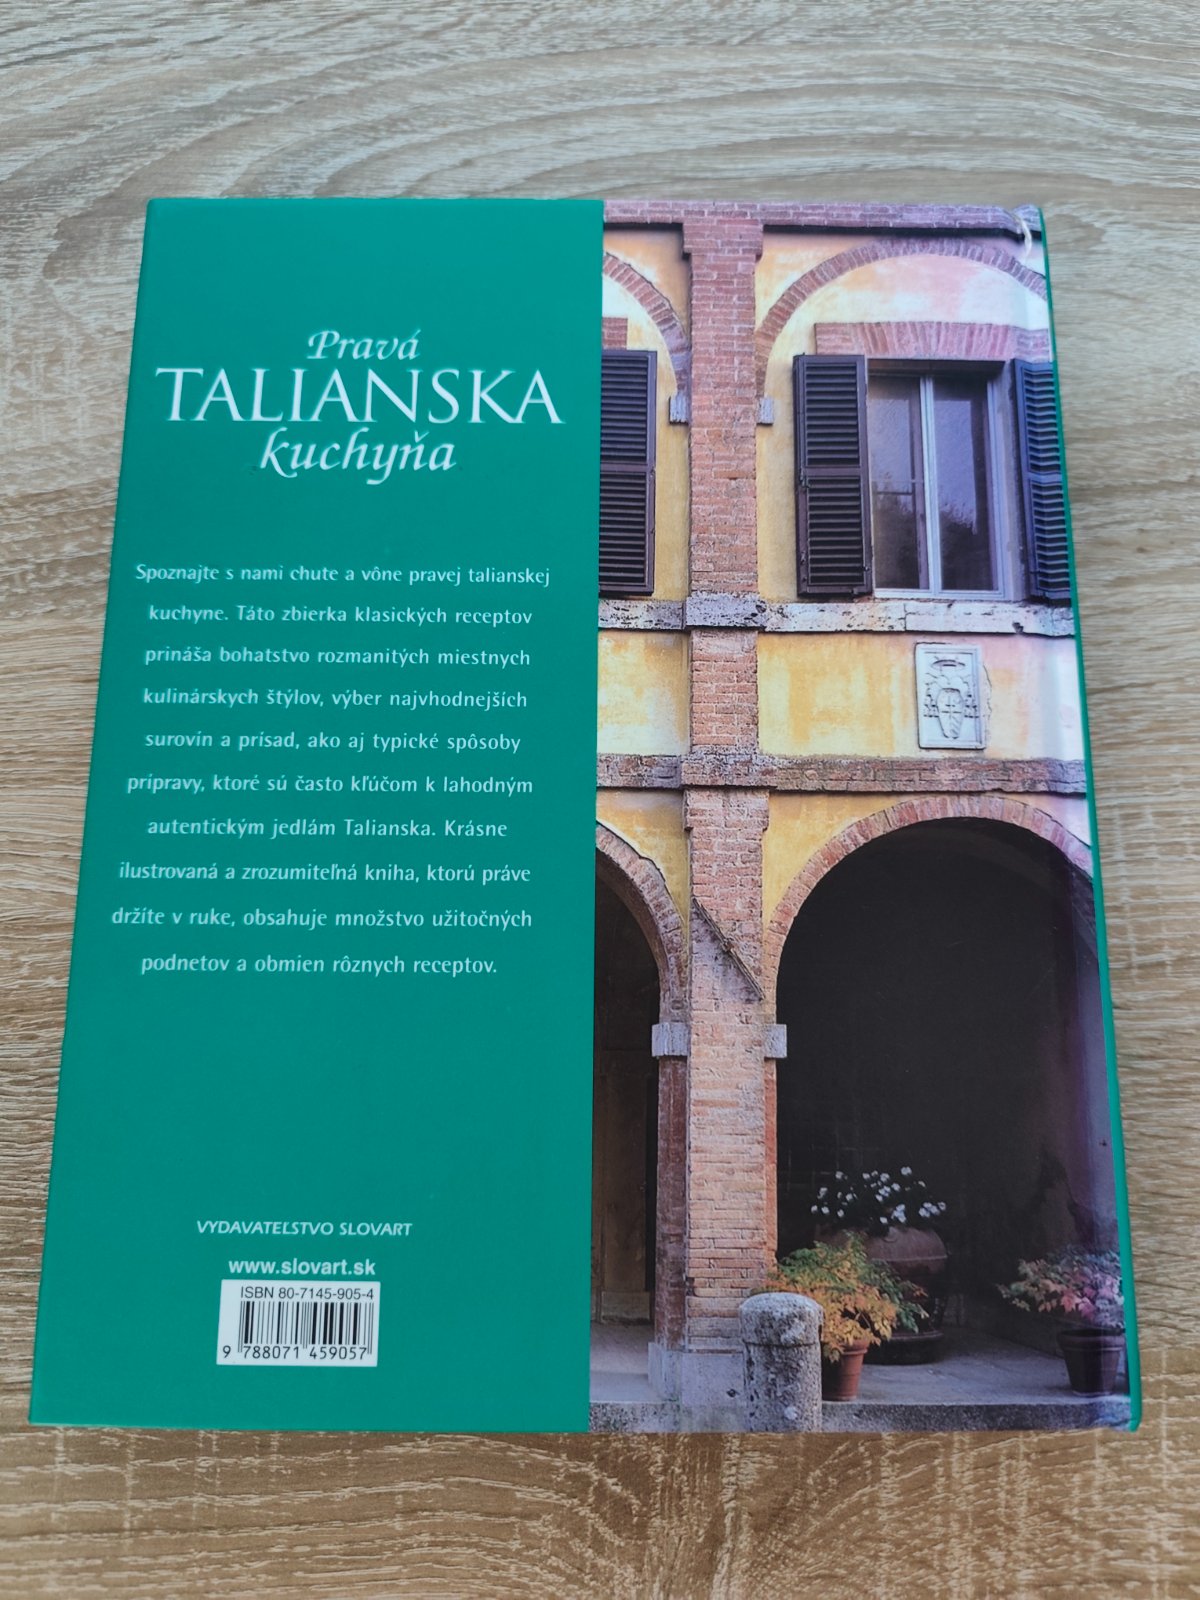 Pravá
TALIANSKA
kuchyňa
Spoznajte s nami chute a vône pravej talianskej
kuchyne. Táto zbierka klasických receptov
prináša bohatstvo rozmanitých miestnych
kulinárskych štýlov, výber najvhodnejších
surovín a prísad, ako aj typické spôsoby
prípravy, ktoré sú často kľúčom k lahodným
autentickým jedlám Talianska. Krásne
ilustrovaná a zrozumiteľná kniha, ktorú práve
držíte v ruke, obsahuje množstvo užitočných
podnetov a obmien rôznych receptov.
VYDAVATEĽSTVO SLOVART
www.slovart.sk
ISBN 80-7145-905-4
9 788071 459057